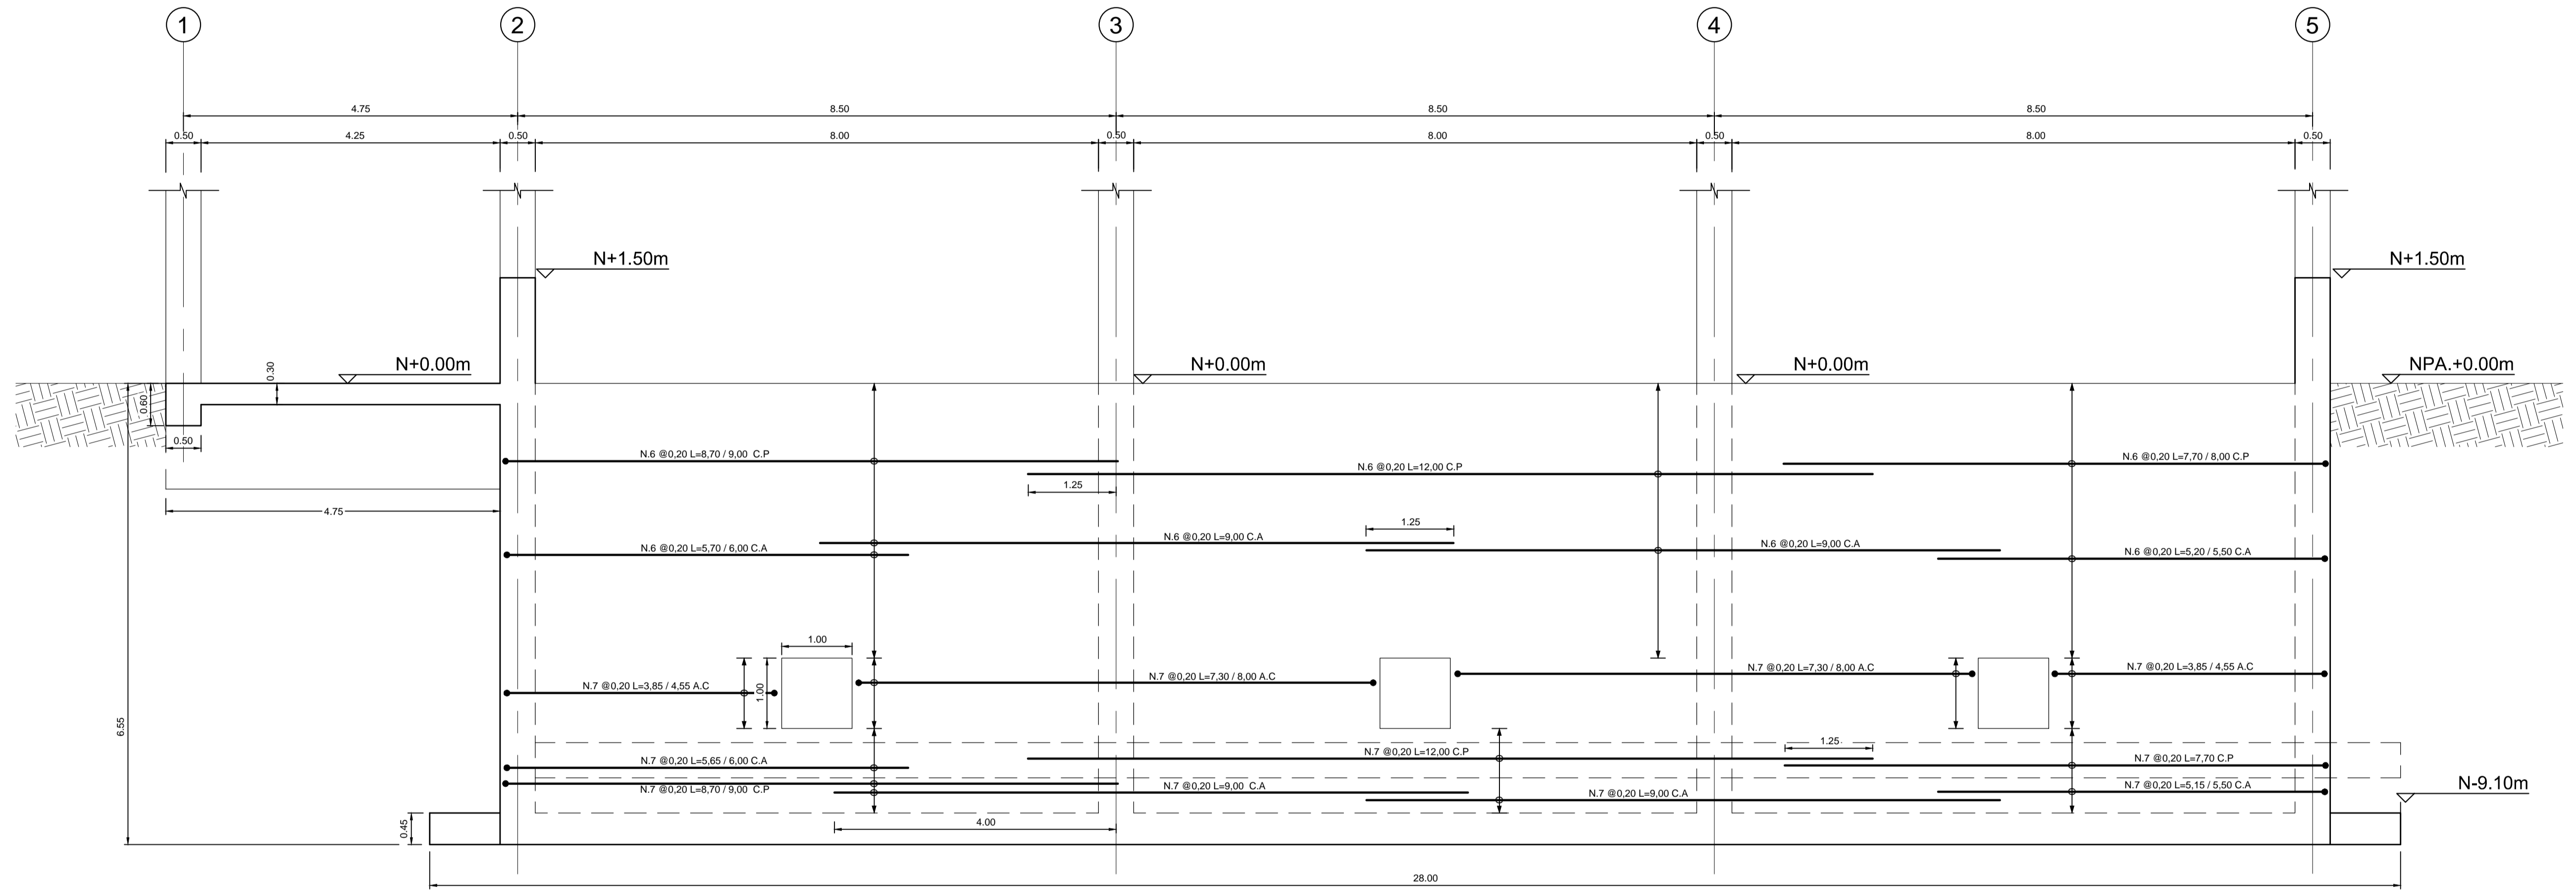 1 2 3 4 5
4.75 8.50 8.50 8.50
0.50 4.25 0.50 8.00 0.50 8.00 0.50 8.00 0.50
N+1.50m N+1.50m
N+0.00m N+0.00m N+0.00m NPA.+0.00m
0.30
0.60
0.50
N.6 @0,20 L=8,70 / 9,00 C.P
N.6 @0,20 L=12,00 C.P
N.6 @0,20 L=7,70 / 8,00 C.P
1.25
4.75
1.25
N.6 @0,20 L=5,70 / 6,00 C.A
N.6 @0,20 L=9,00 C.A
N.6 @0,20 L=9,00 C.A
N.6 @0,20 L=5,20 / 5,50 C.A
1.00
1.00
N.7 @0,20 L=3,85 / 4,55 A.C
N.7 @0,20 L=7,30 / 8,00 A.C
N.7 @0,20 L=7,30 / 8,00 A.C
N.7 @0,20 L=3,85 / 4,55 A.C
6.55
1.25
N.7 @0,20 L=5,65 / 6,00 C.A
N.7 @0,20 L=12,00 C.P
N.7 @0,20 L=7,70 C.P
N.7 @0,20 L=8,70 / 9,00 C.P
N.7 @0,20 L=9,00 C.A
N.7 @0,20 L=9,00 C.A
N.7 @0,20 L=5,15 / 5,50 C.A
N-9.10m
0.45
4.00
28.00